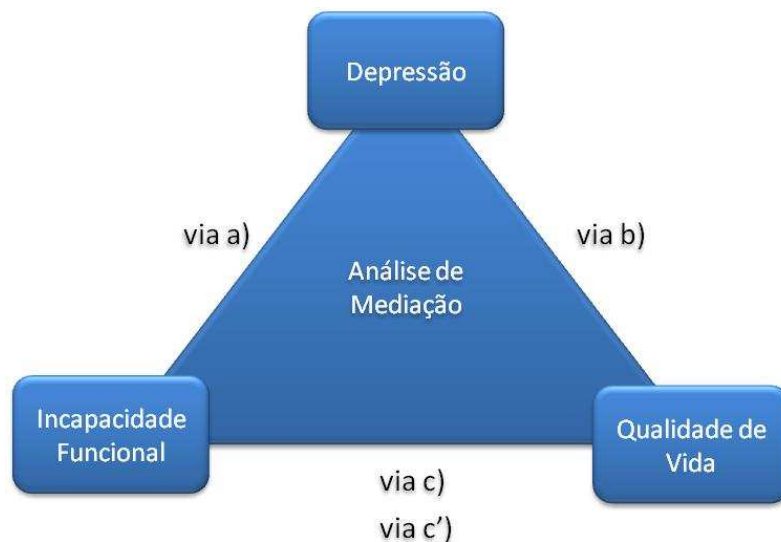 Depressão
via a)
via b)
Análise de
Mediação
Incapacidade
Funcional
Qualidade de
Vida
via c)
via c’)